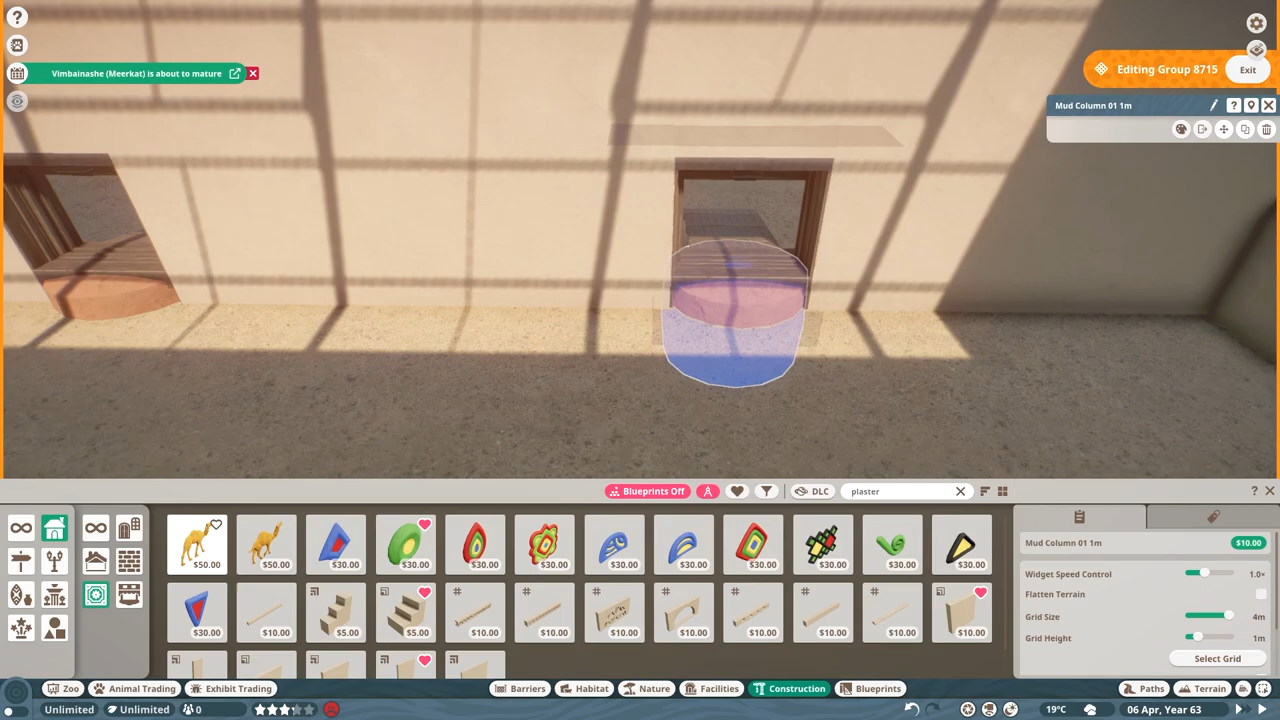 Vimbainashe (Meerkat) is about to mature
Editing Group 8715
Exit
Mud Column 01 1m
?
Blueprints Off
DLC
plaster
?
$50.00
$50.00
$30.00
$30.00
$30.00
$30.00
$30.00
$30.00
$30.00
$30.00
$30.00
$30.00
$30.00
$10.00
$5.00
$5.00
$10.00
$10.00
$10.00
$10.00
$10.00
$10.00
$10.00
$10.00
Mud Column 01 1m
$10.00
Widget Speed Control
1.0×
Flatten Terrain
Grid Size
4m
Grid Height
1m
Select Grid
Zoo
Animal Trading
Exhibit Trading
Barriers
Habitat
Nature
Facilities
Construction
Blueprints
Paths
Terrain
Unlimited
Unlimited
0
19°C
06 Apr, Year 63